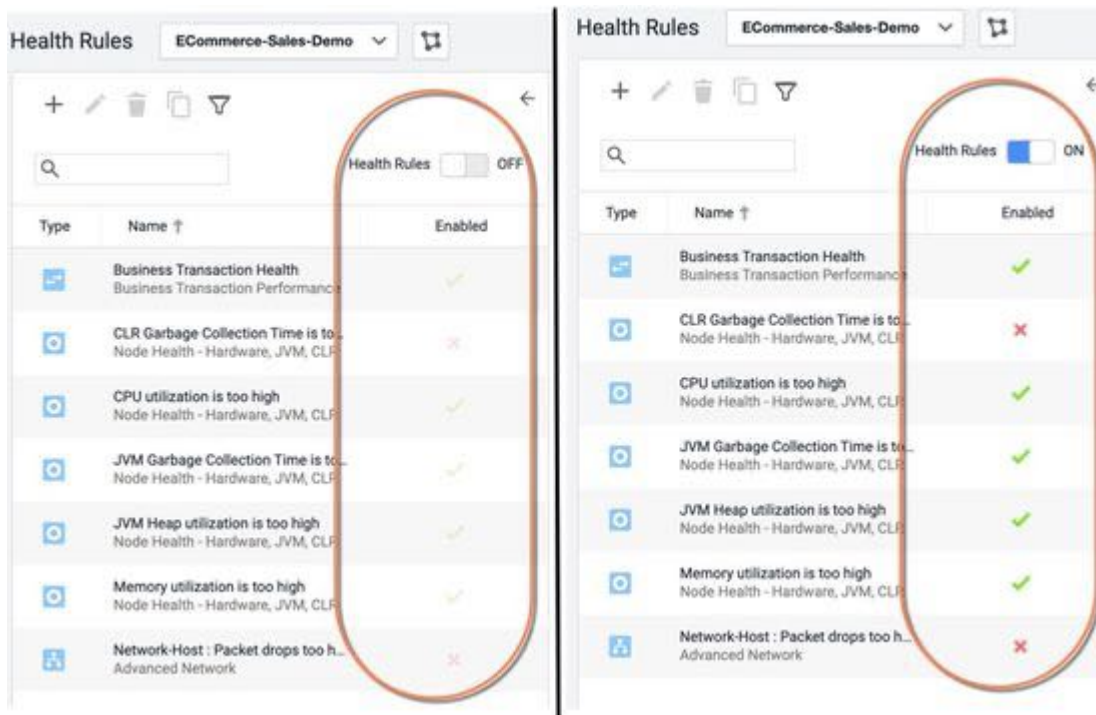 Health Rules ECommerce-Sales-Demo
Health Rules OFF
Type Name ↑ Enabled
Business Transaction Health
Business Transaction Performance
CLR Garbage Collection Time is to...
Node Health - Hardware, JVM, CLR
CPU utilization is too high
Node Health - Hardware, JVM, CLR
JVM Garbage Collection Time is to...
Node Health - Hardware, JVM, CLR
JVM Heap utilization is too high
Node Health - Hardware, JVM, CLR
Memory utilization is too high
Node Health - Hardware, JVM, CLR
Network-Host : Packet drops too h...
Advanced Network
Health Rules ECommerce-Sales-Demo
Health Rules ON
Type Name ↑ Enabled
Business Transaction Health
Business Transaction Performance
CLR Garbage Collection Time is to...
Node Health - Hardware, JVM, CLR
CPU utilization is too high
Node Health - Hardware, JVM, CLR
JVM Garbage Collection Time is to...
Node Health - Hardware, JVM, CLR
JVM Heap utilization is too high
Node Health - Hardware, JVM, CLR
Memory utilization is too high
Node Health - Hardware, JVM, CLR
Network-Host : Packet drops too h...
Advanced Network